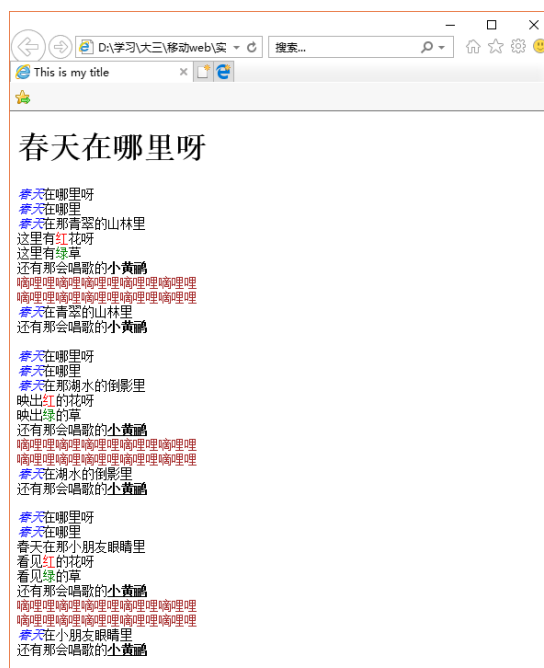 D:\学习\大三\移动web\实
搜索...
This is my title
春天在哪里呀
春天在哪里呀
春天在哪里
春天在那青翠的山林里
这里有红花呀
这里有绿草
还有那会唱歌的小黄鹂
嘀哩哩嘀哩嘀哩哩嘀哩哩嘀哩哩
嘀哩哩嘀哩嘀哩哩嘀哩哩嘀哩哩
春天在青翠的山林里
还有那会唱歌的小黄鹂
春天在哪里呀
春天在哪里
春天在那湖水的倒影里
映出红的花呀
映出绿的草
还有那会唱歌的小黄鹂
嘀哩哩嘀哩嘀哩哩嘀哩哩嘀哩哩
嘀哩哩嘀哩嘀哩哩嘀哩哩嘀哩哩
春天在湖水的倒影里
还有那会唱歌的小黄鹂
春天在哪里呀
春天在哪里
春天在那小朋友眼睛里
看见红的花呀
看见绿的草
还有那会唱歌的小黄鹂
嘀哩哩嘀哩嘀哩哩嘀哩哩嘀哩哩
嘀哩哩嘀哩嘀哩哩嘀哩哩嘀哩哩
春天在小朋友眼睛里
还有那会唱歌的小黄鹂